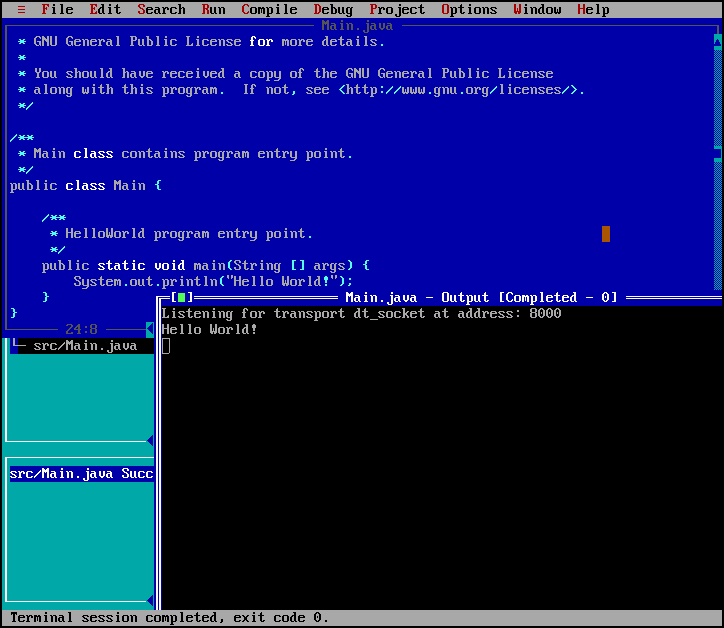 ≡ File Edit Search Run Compile Debug Project Options Window Help
Main.java
* GNU General Public License for more details.
*
* You should have received a copy of the GNU General Public License
* along with this program.  If not, see <http://www.gnu.org/licenses/>.
*/
/**
* Main class contains program entry point.
*/
public class Main {
/**
* HelloWorld program entry point.
*/
public static void main(String [] args) {
System.out.println("Hello World!");
}
}
24:8
src/Main.java
src/Main.java Succ
[■] Main.java - Output [Completed - 0]
Listening for transport dt_socket at address: 8000
Hello World!
Terminal session completed, exit code 0.